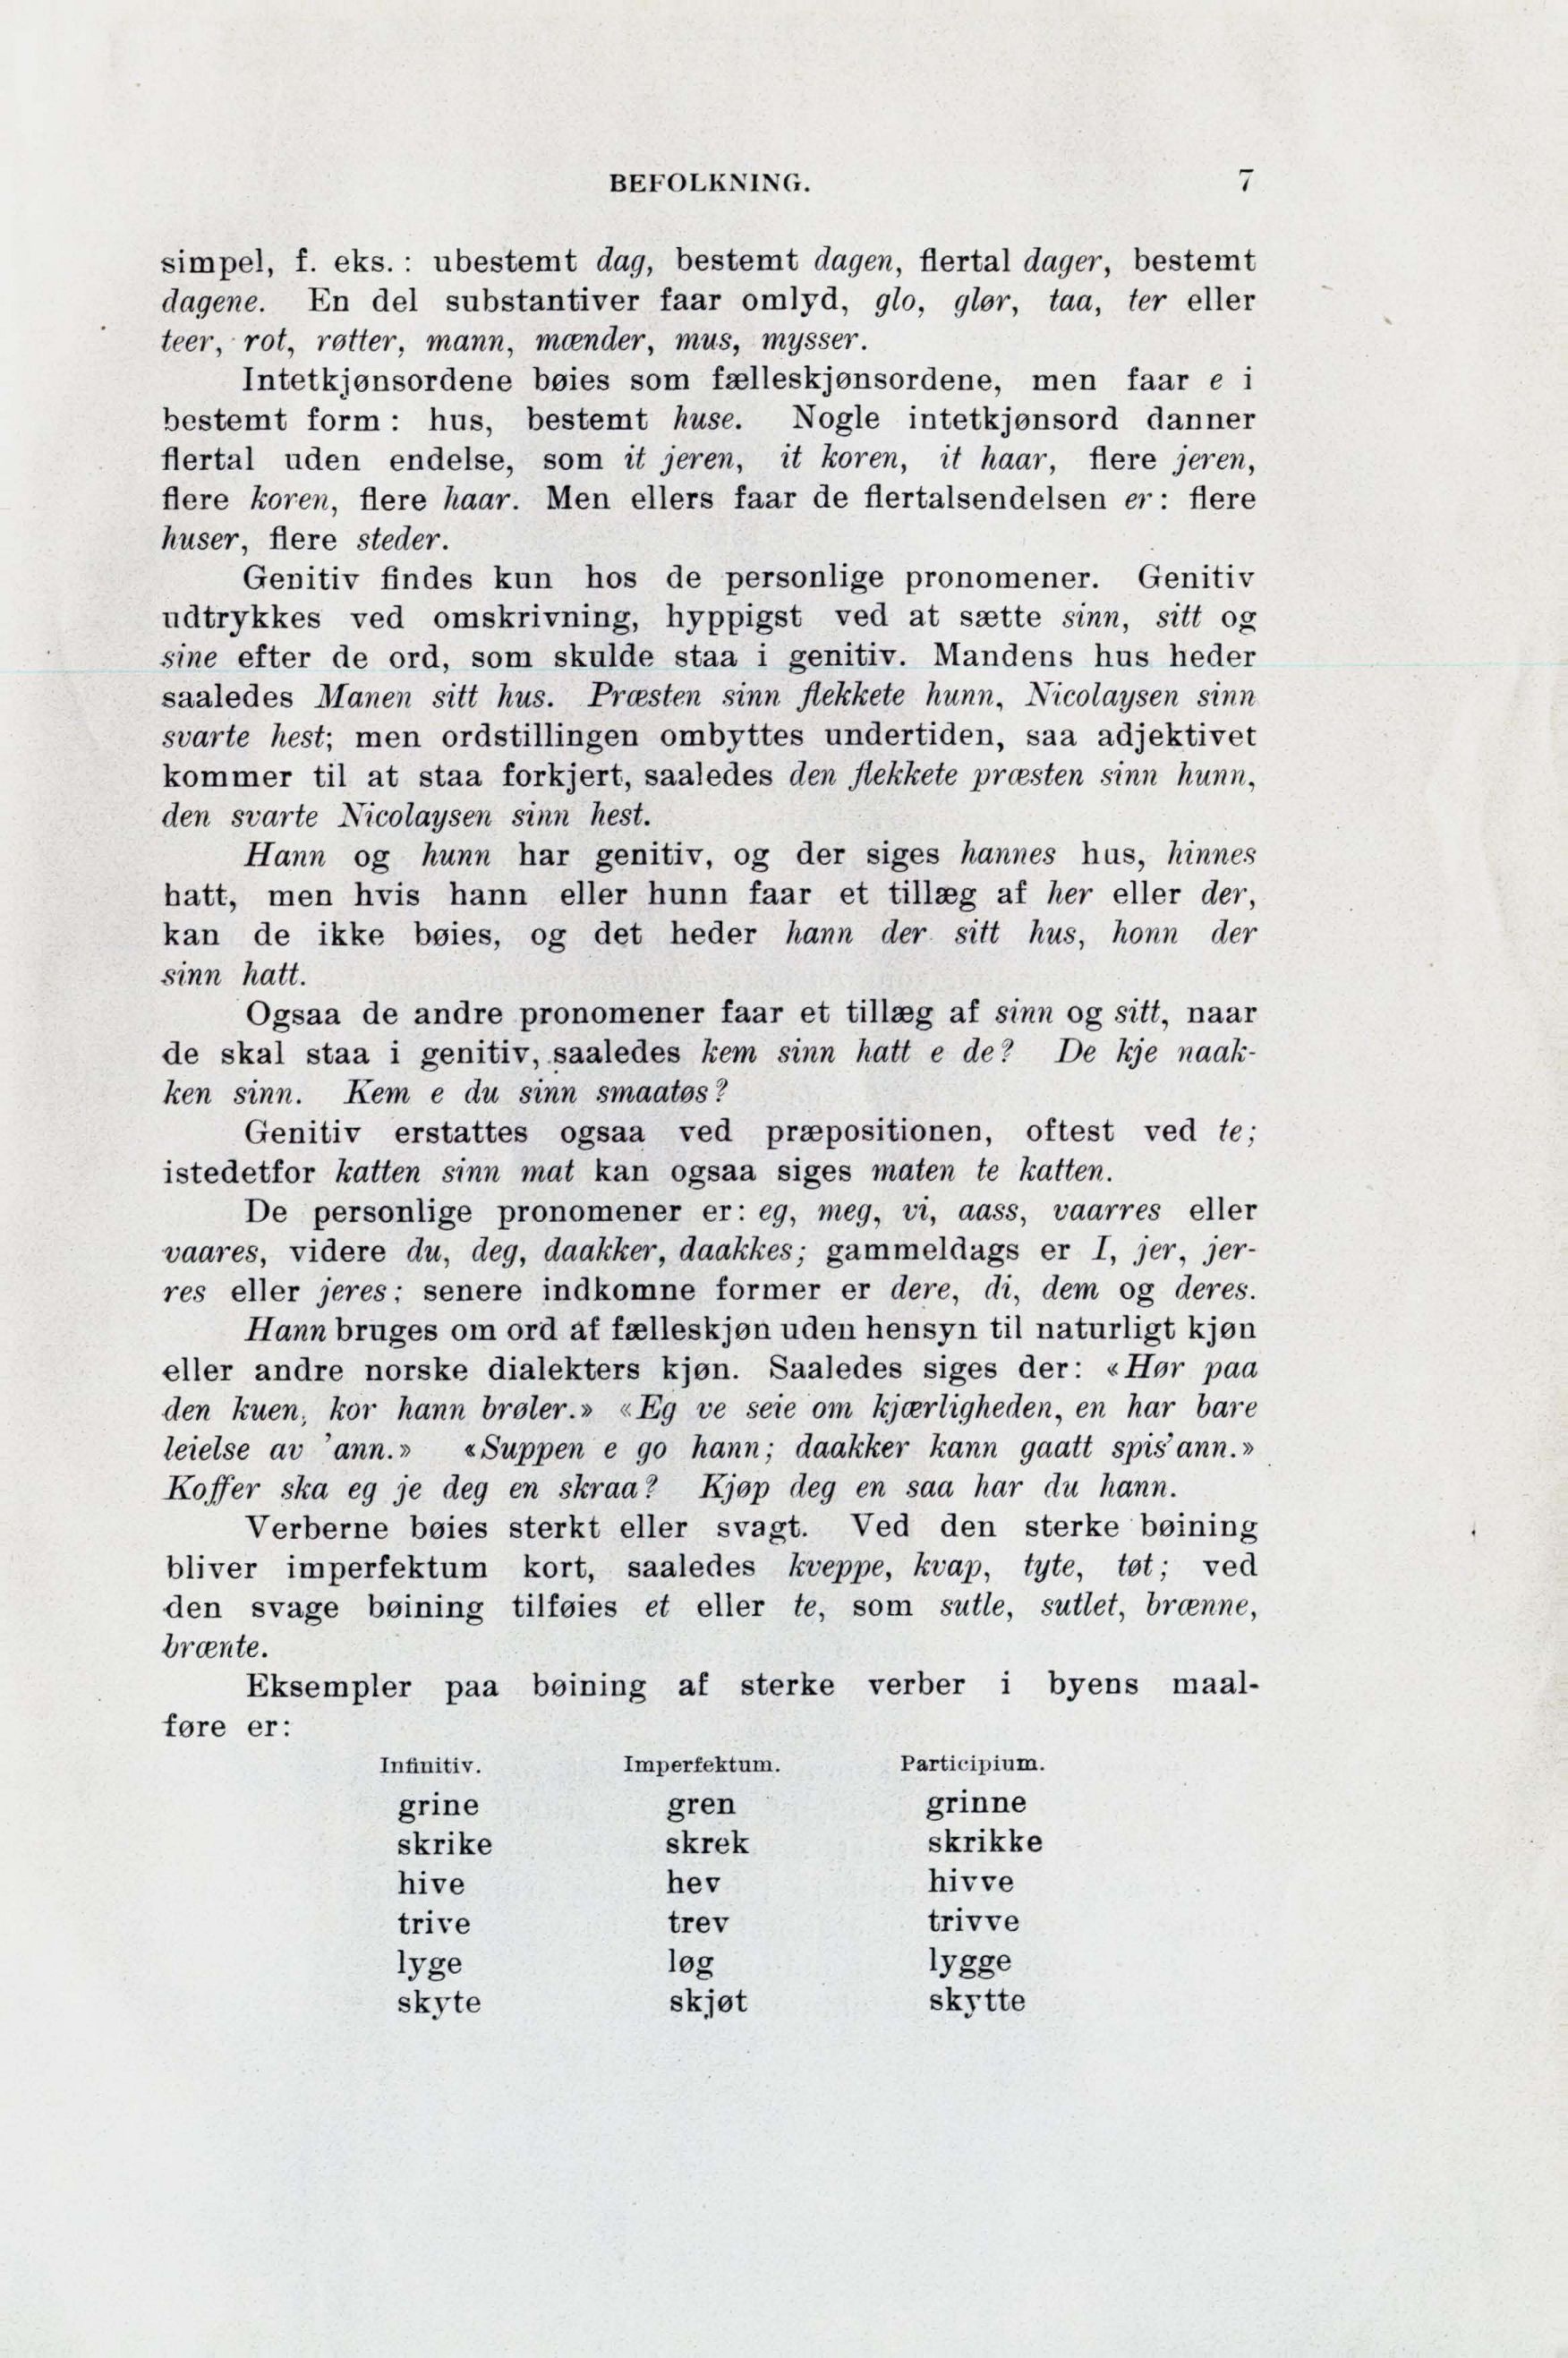 BEFOLKNING. 7
simpel, f. eks. : ubestemt dag, bestemt dagen, flertal dager, bestemt
dagene. En del substantiver faar omlyd, glo, glør, taa, ter eller
teer, rot, røtter, mann, mænder, mus, mysser.
Intetkjønsordene bøies som fælleskjønsordene, men faar e i
bestemt form : hus, bestemt huse. Nogle intetkjønsord danner
flertal uden endelse, som it jeren, it koren, it haar, flere jeren,
flere koren, flere haar. Men ellers faar de flertalsendelsen er : flere
huser, flere steder.
Genitiv findes kun hos de personlige pronomener. Genitiv
udtrykkes ved omskrivning, hyppigst ved at sætte sinn, sitt og
sine efter de ord, som skulde staa i genitiv. Mandens hus heder
saaledes Manen sitt hus. Præsten sinn flekkete hunn, Nicolaysen sinn
svarte hest; men ordstillingen ombyttes undertiden, saa adjektivet
kommer til at staa forkjert, saaledes den flekkete præsten sinn hunn,
den svarte Nicolaysen sinn hest.
Hann og hunn har genitiv, og der siges hannes hus, hinnes
hatt, men hvis hann eller hunn faar et tillæg af her eller der,
kan de ikke bøies, og det heder hann der sitt hus, honn der
sinn hatt.
Ogsaa de andre pronomener faar et tillæg af sinn og sitt, naar
de skal staa i genitiv, saaledes kem sinn hatt e de? De kje naak-
ken sinn. Kem e du sinn smaatøs?
Genitiv erstattes ogsaa ved præpositionen, oftest ved te;
istedetfor katten sinn mat kan ogsaa siges maten te katten.
De personlige pronomener er: eg, meg, vi, aass, vaarres eller
vaares, videre du, deg, daakker, daakkes; gammeldags er I, jer, jer-
res eller jeres; senere indkomne former er dere, di, dem og deres.
Hann bruges om ord af fælleskjøn uden hensyn til naturligt kjøn
eller andre norske dialekters kjøn. Saaledes siges der: «Hør paa
den kuen, kor hann brøler.» «Eg ve seie om kjærligheden, en har bare
leielse av 'ann.» «Suppen e go hann; daakker kann gaatt spis'ann.»
Koffer ska eg je deg en skraa? Kjøp deg en saa har du hann.
Verberne bøies sterkt eller svagt. Ved den sterke bøining
bliver imperfektum kort, saaledes kveppe, kvap, tyte, tøt; ved
den svage bøining tilføies et eller te, som sutle, sutlet, brænne,
brænte.
Eksempler paa bøining af sterke verber i byens maal-
føre er:
Infinitiv. Imperfektum. Participium.
grine gren grinne
skrike skrek skrikke
hive hev hivve
trive trev trivve
lyge løg lygge
skyte skjøt skytte